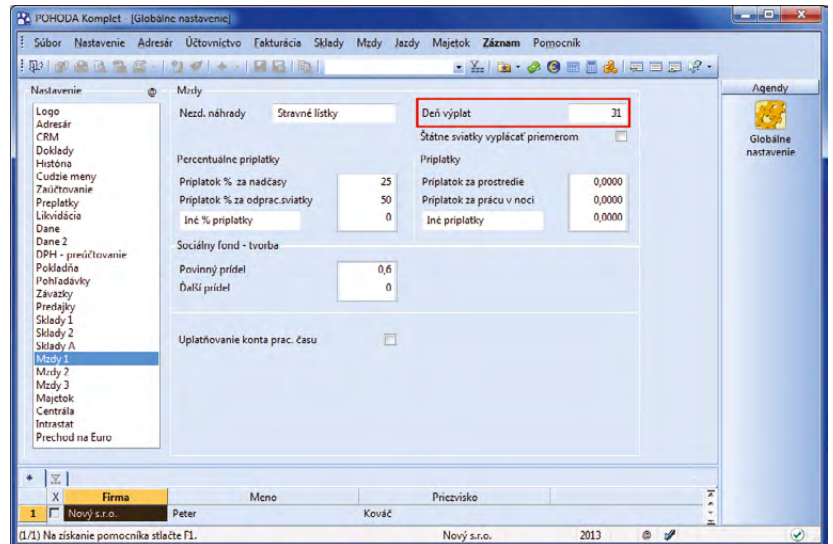 POHODA Komplet - [Globálne nastavenie]
Súbor Nastavenie Adresár Účtovníctvo Fakturácia Sklady Mzdy Jazdy Majetok Záznam Pomocník
Nastavenie
Logo
Adresár
CRM
Doklady
História
Cudzie meny
Zaúčtovanie
Preplatky
Likvidácia
Dane
Dane 2
DPH - preúčtovanie
Pokladňa
Pohľadávky
Záväzky
Predajky
Sklady 1
Sklady 2
Sklady A
Mzdy 1
Mzdy 2
Mzdy 3
Majetok
Centrála
Intrastat
Prechod na Euro
Mzdy
Nezd. náhrady Stravné lístky
Deň výplat 31
Štátne sviatky vyplácať priemerom
Percentuálne príplatky
Príplatok % za nadčasy 25
Príplatok % za odprac.sviatky 50
Iné % príplatky 0
Príplatky
Príplatok za prostredie 0,0000
Príplatok za prácu v noci 0,0000
Iné príplatky 0,0000
Sociálny fond - tvorba
Povinný prídel 0,6
Ďalší prídel 0
Uplatňovanie konta prac. času
Agendy
Globálne
nastavenie
X Firma Meno Priezvisko
1 Nový s.r.o. Peter Kováč
(1/1) Na získanie pomocníka stlačte F1. Nový s.r.o. 2013 @